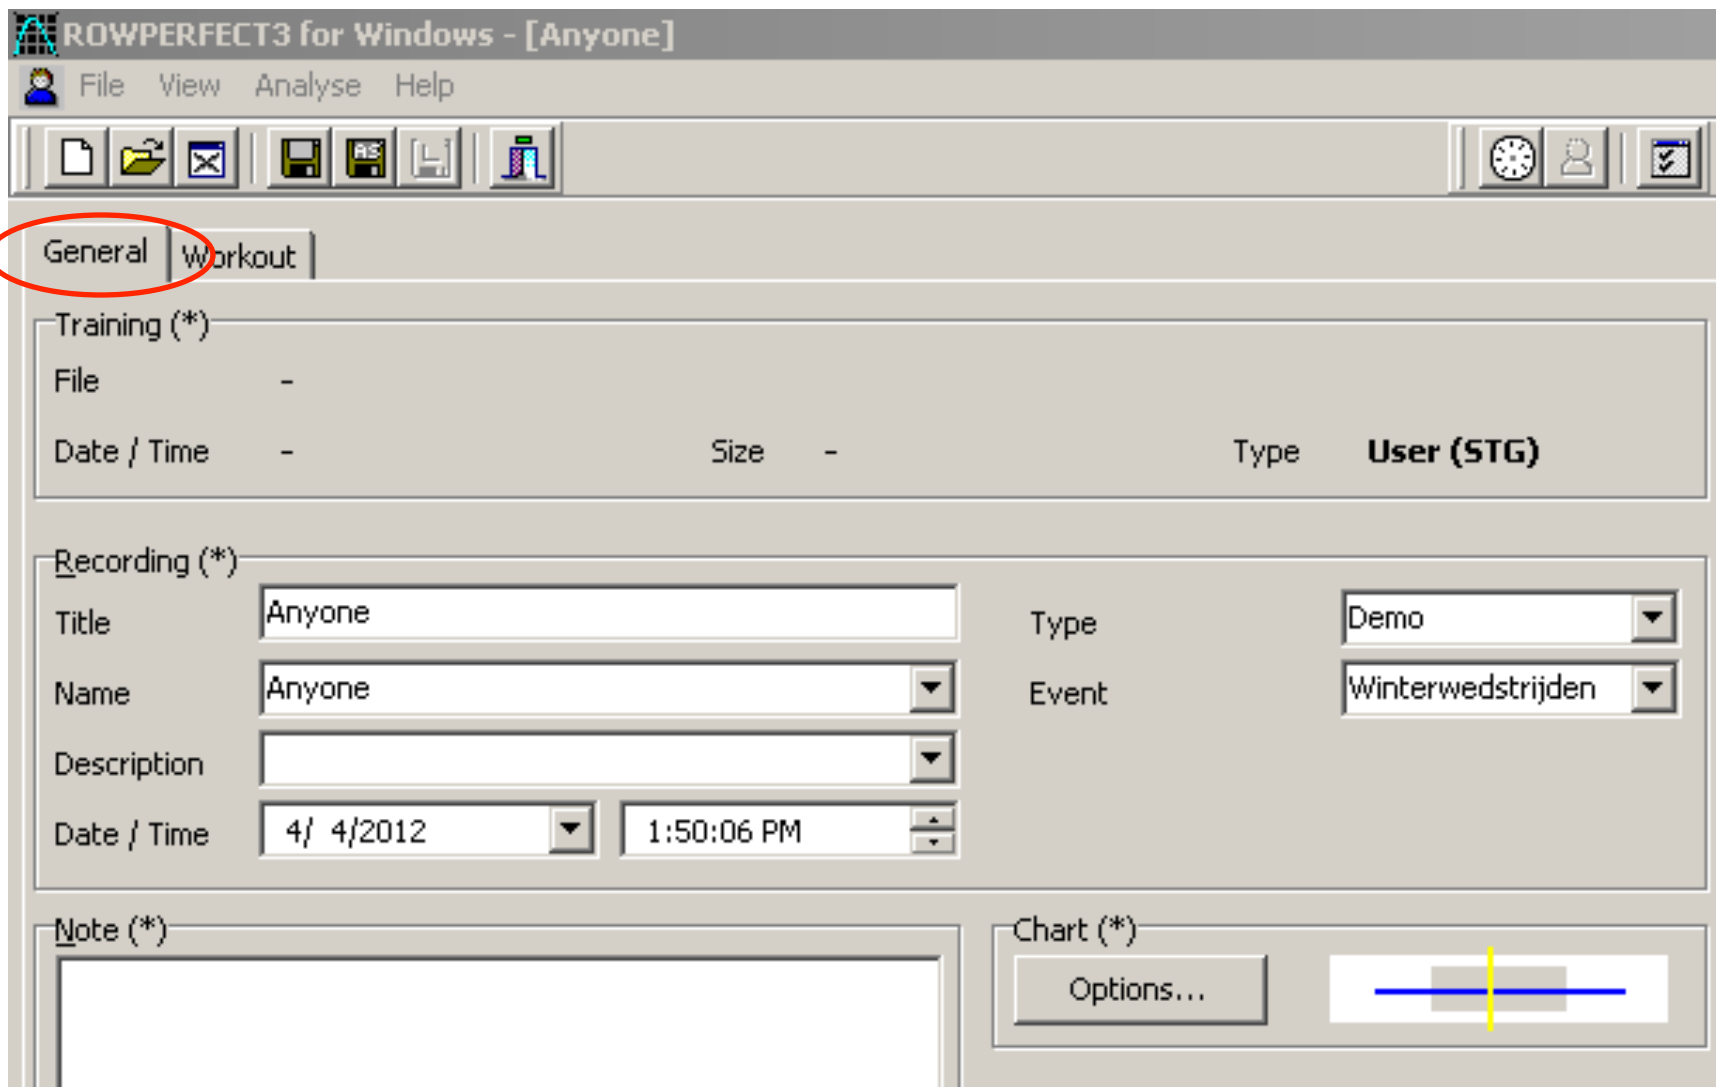 ROWPERFECT3 for Windows - [Anyone]
File View Analyse Help
AS
General Workout
Training (*)
File -
Date / Time - Size - Type User (STG)
Recording (*)
Title Anyone Type Demo
Name Anyone Event Winterwedstrijden
Description
Date / Time 4/ 4/2012 1:50:06 PM
Note (*) Chart (*)
Options...